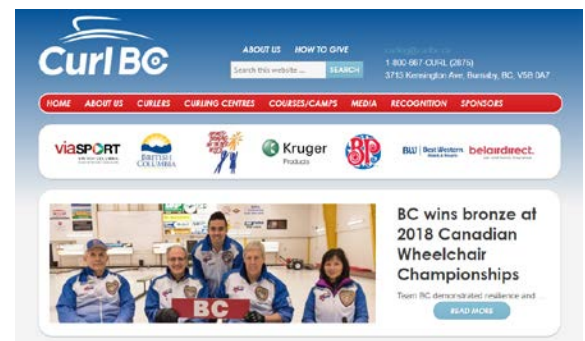 Curl BC
ABOUT US HOW TO GIVE
Search this website ... SEARCH
1-800-667-CURL (2875)
3713 Kensington Ave, Burnaby, BC, V5B 0A7
HOME ABOUT US CURLERS CURLING CENTRES COURSES/CAMPS MEDIA RECOGNITION SPONSORS
viaSPORT
BRITISH COLUMBIA
Kruger
Products
BP
BW Best Western
belairdirect.
BC
BC wins bronze at
2018 Canadian
Wheelchair
Championships
Team BC demonstrated resilience and ...
READ MORE